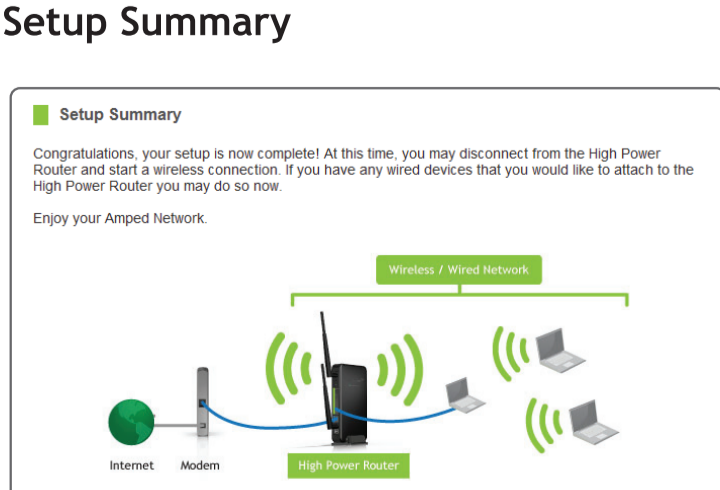 Setup Summary
Setup Summary
Congratulations, your setup is now complete! At this time, you may disconnect from the High Power
Router and start a wireless connection. If you have any wired devices that you would like to attach to the
High Power Router you may do so now.
Enjoy your Amped Network.
Wireless / Wired Network
Internet
Modem
High Power Router